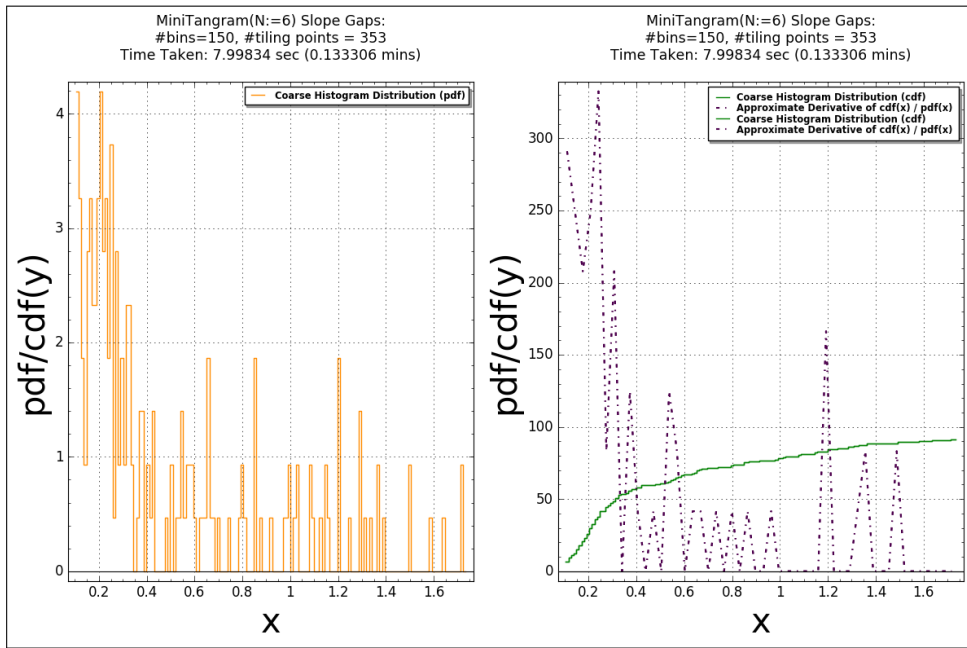 MiniTangram(N:=6) Slope Gaps:
#bins=150, #tiling points = 353
Time Taken: 7.99834 sec (0.133306 mins)
Coarse Histogram Distribution (pdf)
pdf/cdf(y)
4
3
2
1
0
0.2 0.4 0.6 0.8 1 1.2 1.4 1.6
x
MiniTangram(N:=6) Slope Gaps:
#bins=150, #tiling points = 353
Time Taken: 7.99834 sec (0.133306 mins)
Coarse Histogram Distribution (cdf)
Approximate Derivative of cdf(x) / pdf(x)
Coarse Histogram Distribution (cdf)
Approximate Derivative of cdf(x) / pdf(x)
pdf/cdf(y)
300
250
200
150
100
50
0
0.2 0.4 0.6 0.8 1 1.2 1.4 1.6
x